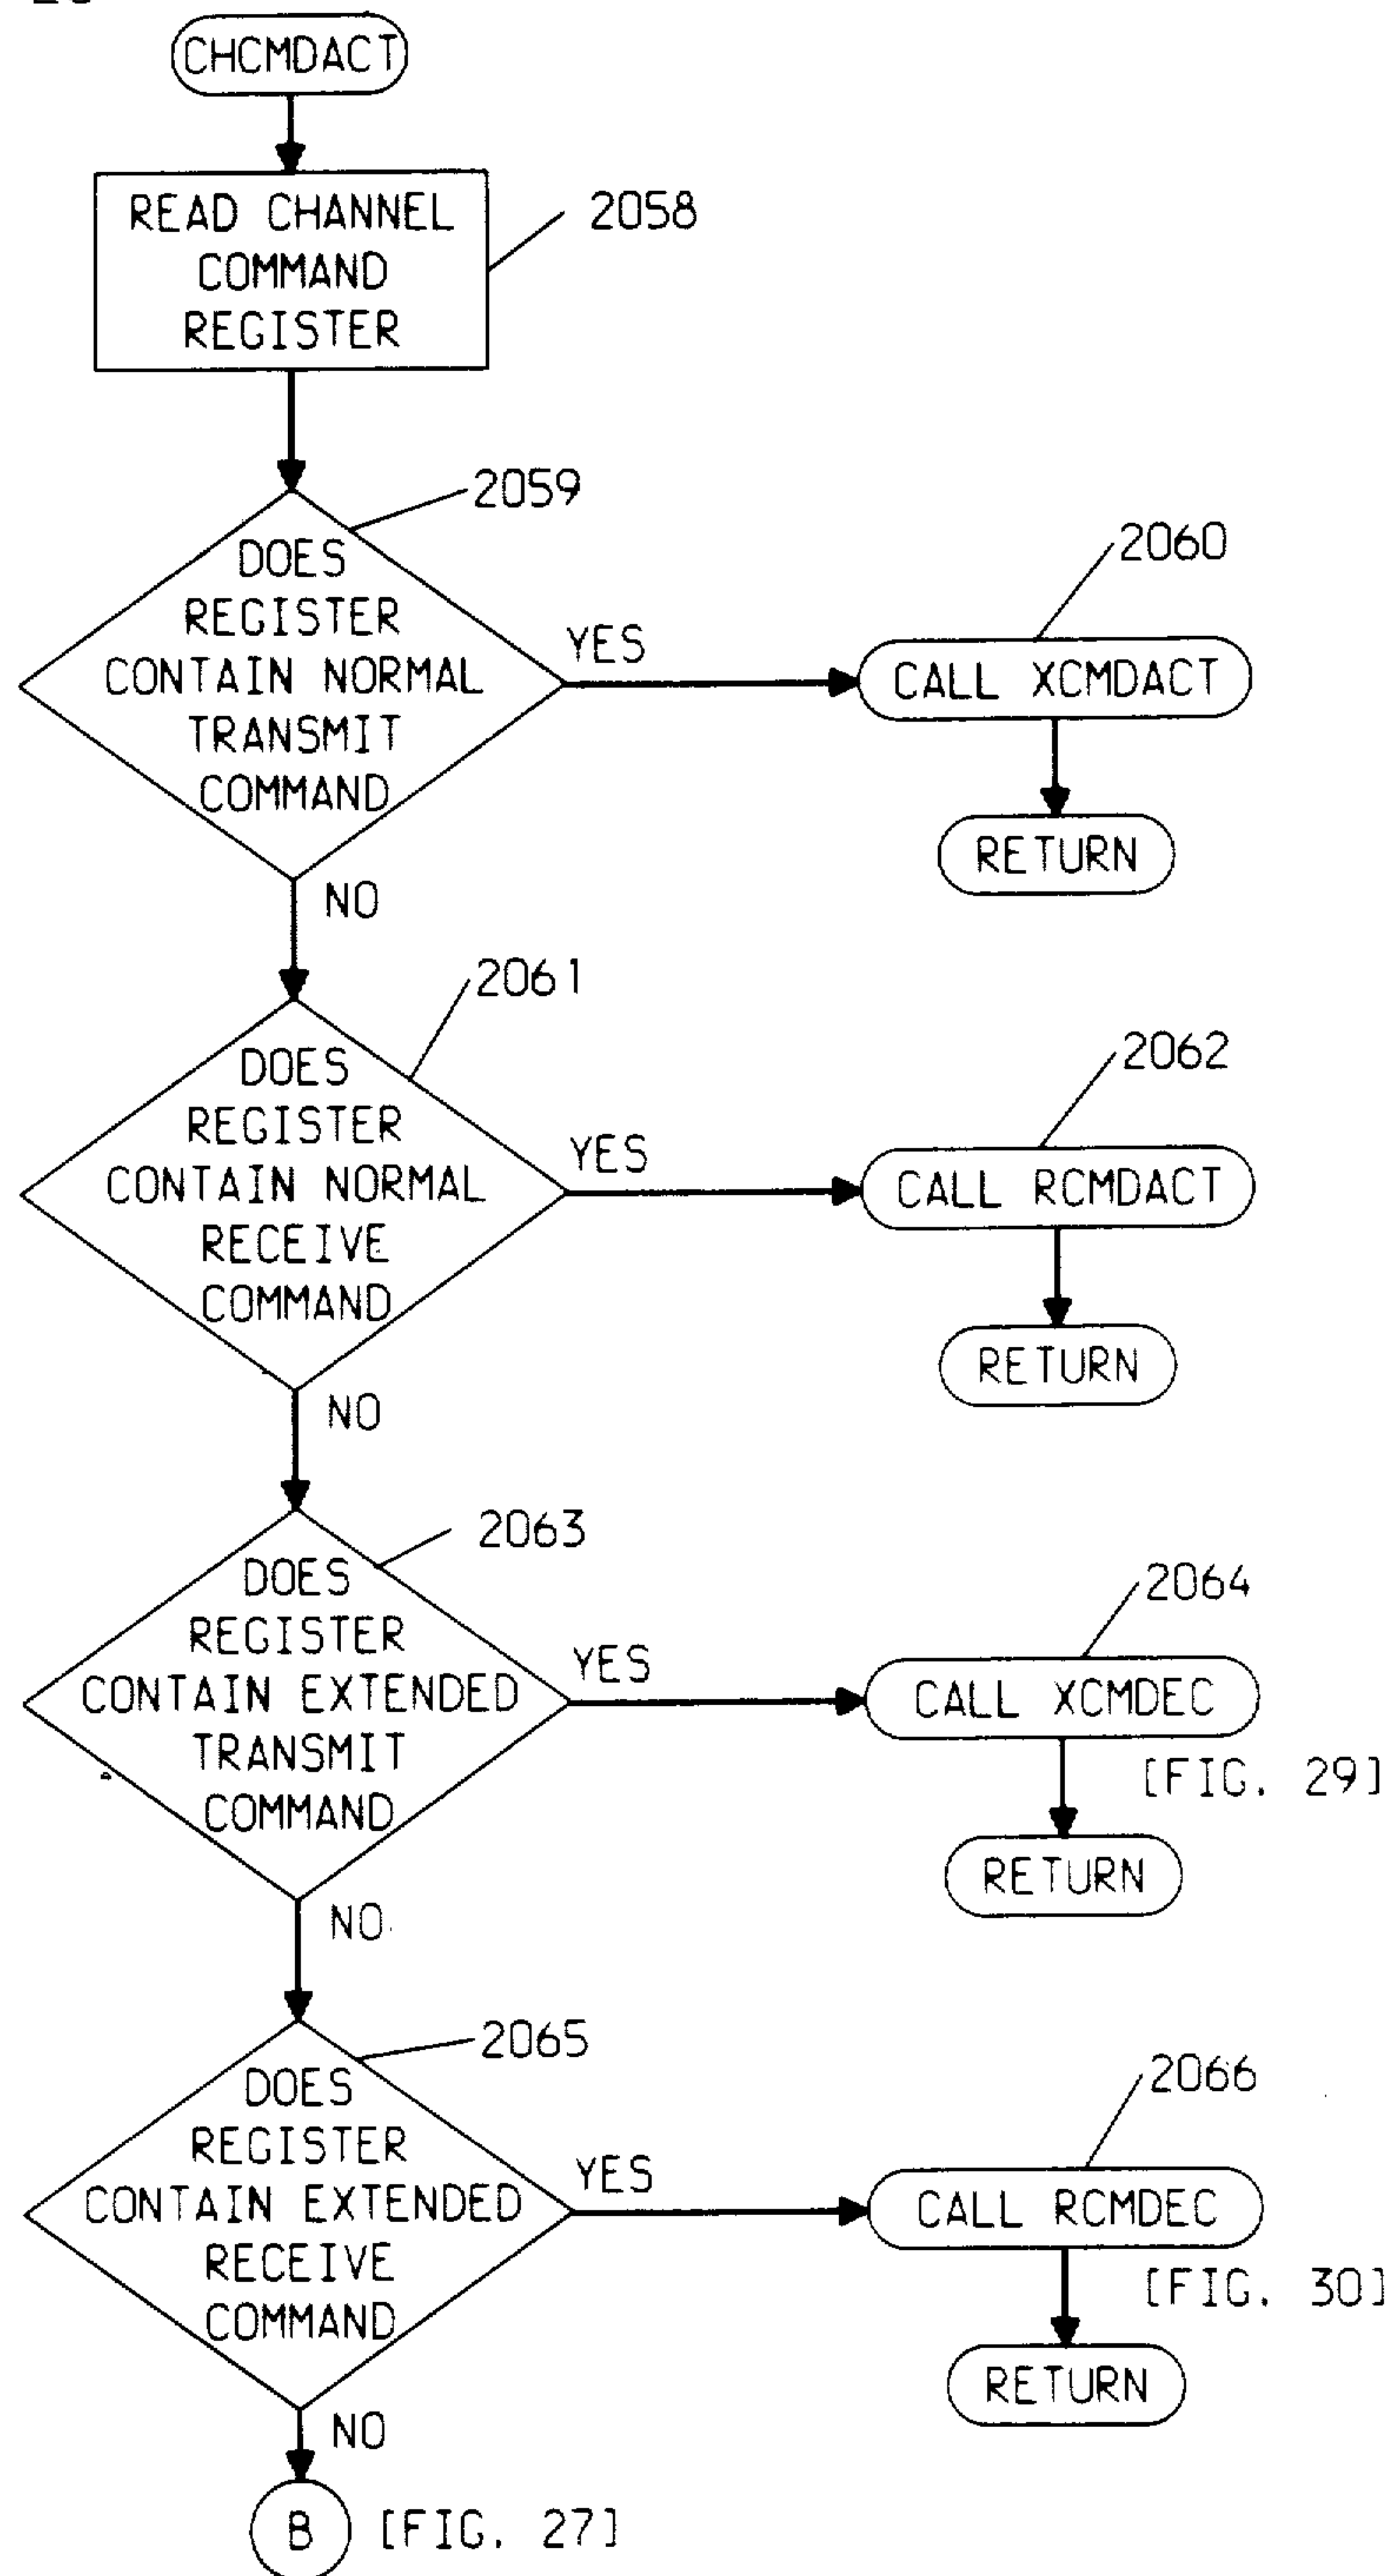 CHCMDACT
READ CHANNEL
COMMAND
REGISTER
2058
2059
DOES
REGISTER
CONTAIN NORMAL
TRANSMIT
COMMAND
YES
2060
CALL XCMDACT
RETURN
NO
2061
DOES
REGISTER
CONTAIN NORMAL
RECEIVE
COMMAND
YES
2062
CALL RCMDACT
RETURN
NO
2063
DOES
REGISTER
CONTAIN EXTENDED
TRANSMIT
COMMAND
YES
2064
CALL XCMDEC
[FIG. 29]
RETURN
NO
2065
DOES
REGISTER
CONTAIN EXTENDED
RECEIVE
COMMAND
YES
2066
CALL RCMDEC
[FIG. 30]
RETURN
NO
B [FIG. 27]